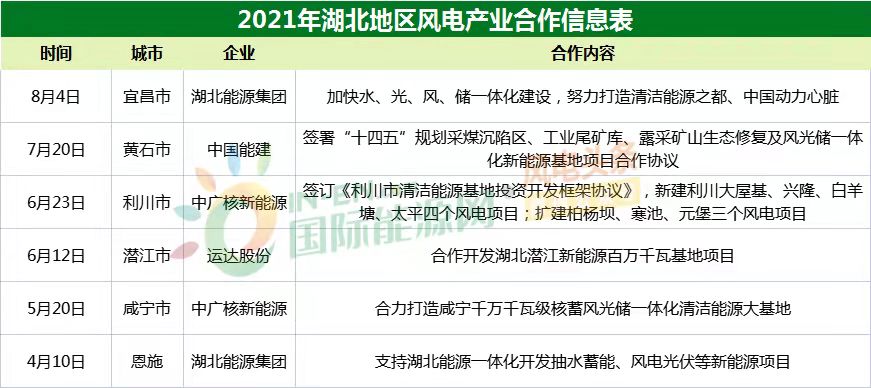 2021年湖北地区风电产业合作信息表
时间 城市 企业 合作内容
8月4日 宜昌市 湖北能源集团 加快水、光、风、储一体化建设，努力打造清洁能源之都、中国动力心脏
7月20日 黄石市 中国能建 签署“十四五”规划采煤沉陷区、工业尾矿库、露采矿山生态修复及风光储一体
化新能源基地项目合作协议
6月23日 利川市 中广核新能源 签订《利川市清洁能源基地投资开发框架协议》，新建利川大屋基、兴隆、白羊
塘、太平四个风电项目；扩建柏杨坝、寒池、元堡三个风电项目
6月12日 潜江市 运达股份 合作开发湖北潜江新能源百万千瓦基地项目
5月20日 咸宁市 中广核新能源 合力打造咸宁千万千瓦级核蓄风光储一体化清洁能源大基地
4月10日 恩施 湖北能源集团 支持湖北能源一体化开发抽水蓄能、风电光伏等新能源项目
国际能源网
风电头条